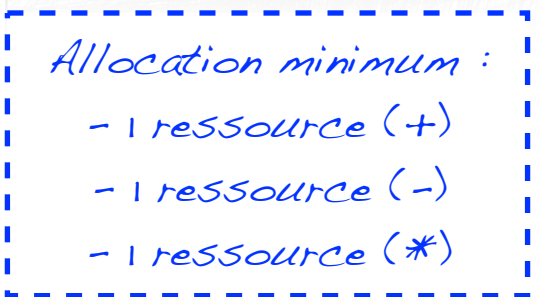 Allocation minimum :
- 1 ressource (+)
- 1 ressource (-)
- 1 ressource (*)